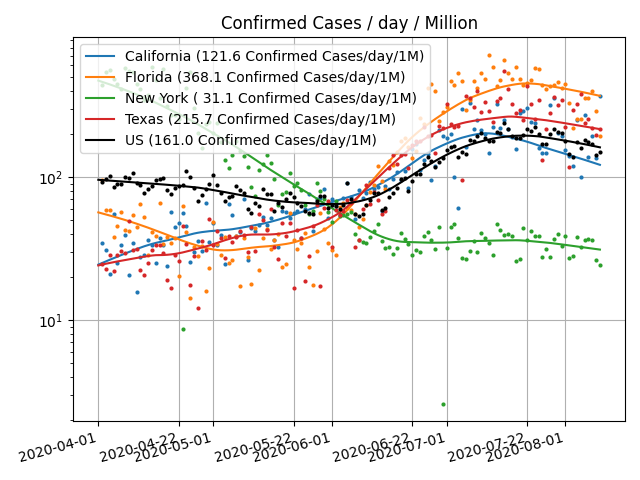 Confirmed Cases / day / Million
California (121.6 Confirmed Cases/day/1M)
Florida (368.1 Confirmed Cases/day/1M)
New York ( 31.1 Confirmed Cases/day/1M)
Texas (215.7 Confirmed Cases/day/1M)
US (161.0 Confirmed Cases/day/1M)
10²
10¹
2020-04-01
2020-04-22
2020-05-01
2020-05-22
2020-06-01
2020-06-22
2020-07-01
2020-07-22
2020-08-01